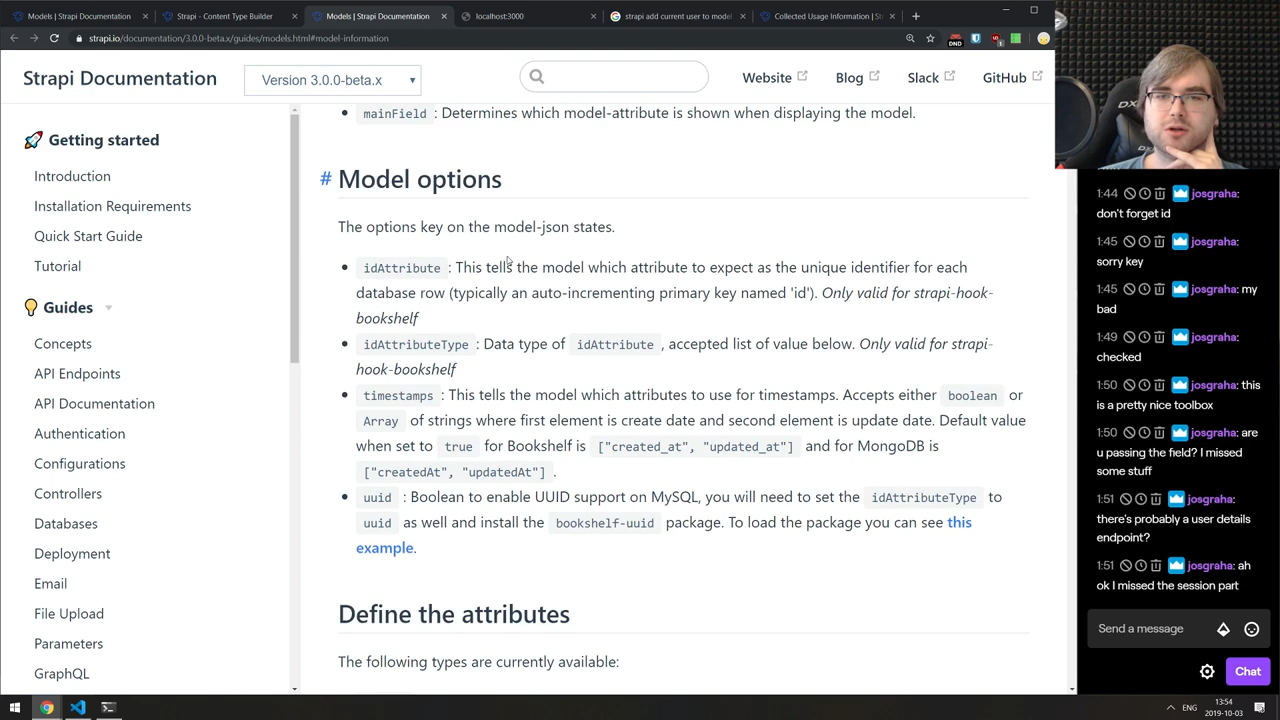 Models | Strapi Documentation
Strapi - Content Type Builder
Models | Strapi Documentation
localhost:3000
strapi add current user to model
Collected Usage Information | S
strapi.io/documentation/3.0.0-beta.x/guides/models.html#model-information
DND
Strapi Documentation
Version 3.0.0-beta.x
Website
Blog
Slack
GitHub
Getting started
Introduction
Installation Requirements
Quick Start Guide
Tutorial
Guides
Concepts
API Endpoints
API Documentation
Authentication
Configurations
Controllers
Databases
Deployment
Email
File Upload
Parameters
GraphQL
mainField : Determines which model-attribute is shown when displaying the model.
# Model options
The options key on the model-json states.
idAttribute : This tells the model which attribute to expect as the unique identifier for each
database row (typically an auto-incrementing primary key named 'id'). Only valid for strapi-hook-
bookshelf
idAttributeType : Data type of idAttribute , accepted list of value below. Only valid for strapi-
hook-bookshelf
timestamps : This tells the model which attributes to use for timestamps. Accepts either boolean or
Array of strings where first element is create date and second element is update date. Default value
when set to true for Bookshelf is ["created_at", "updated_at"] and for MongoDB is
["createdAt", "updatedAt"] .
uuid : Boolean to enable UUID support on MySQL, you will need to set the idAttributeType to
uuid as well and install the bookshelf-uuid package. To load the package you can see this
example.
Define the attributes
The following types are currently available:
1:44 josgraha:
don't forget id
1:45 josgraha:
sorry key
1:45 josgraha: my
bad
1:49 josgraha:
checked
1:50 josgraha: this
is a pretty nice toolbox
1:50 josgraha: are
u passing the field? I missed
some stuff
1:51 josgraha:
there's probably a user details
endpoint?
1:51 josgraha: ah
ok I missed the session part
Send a message
Chat
ENG
13:54
2019-10-03